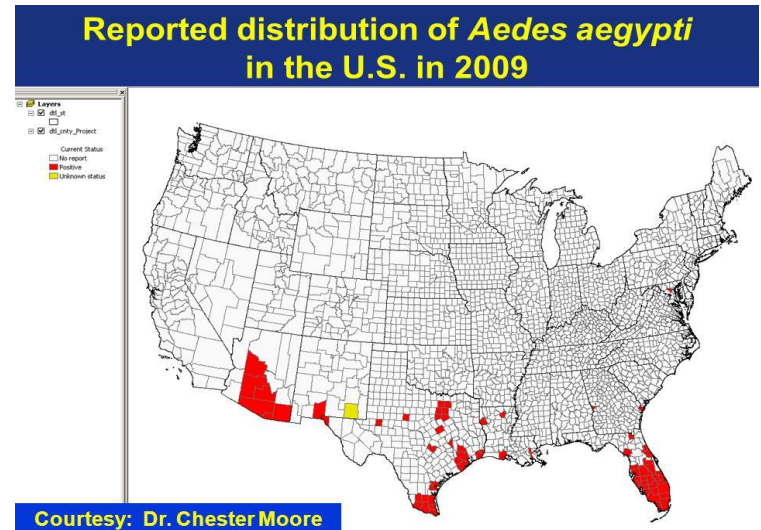 Reported distribution of Aedes aegypti
in the U.S. in 2009
Layers
dtl_st
dtl_cnty_Project
Current Status
No report
Positive
Unknown status
Courtesy: Dr. Chester Moore